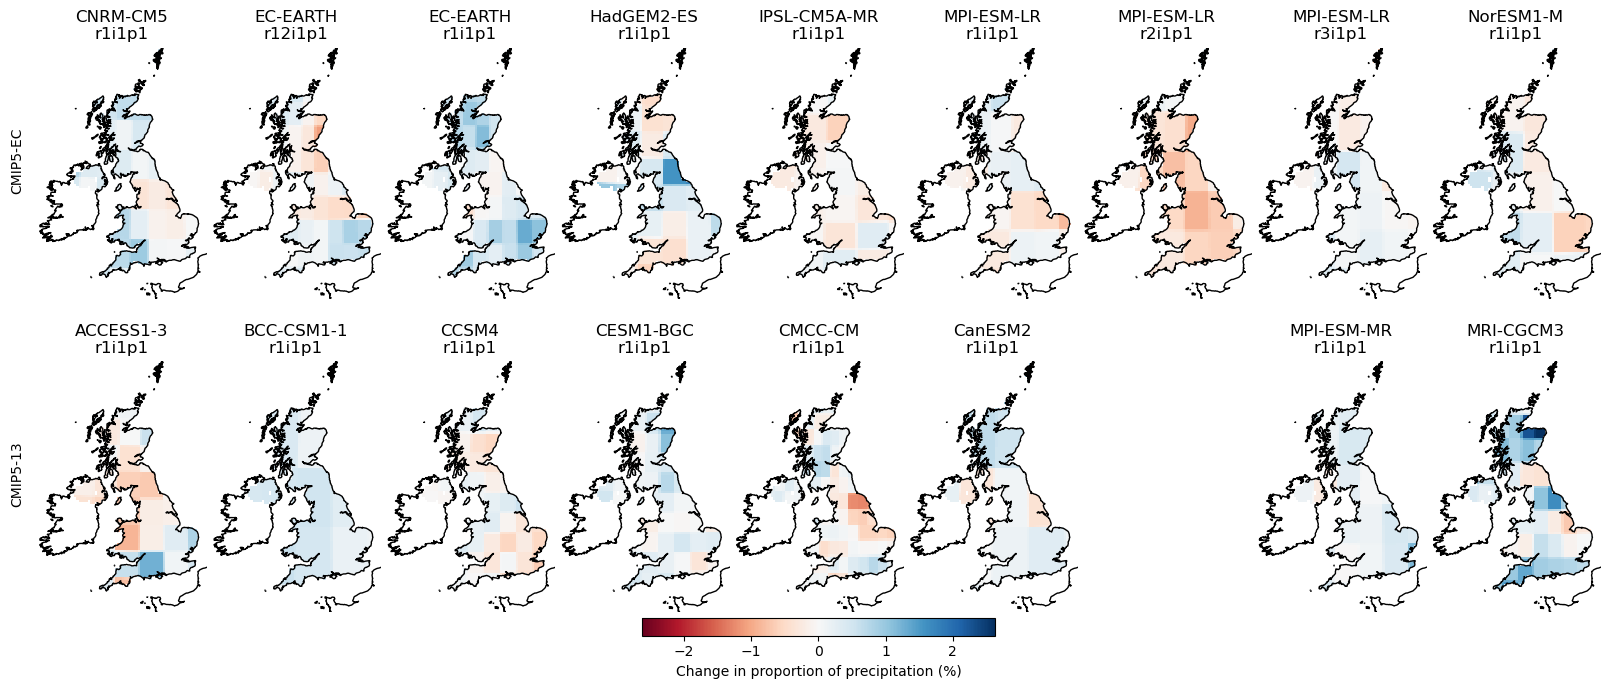 CNRM-CM5
r1i1p1
EC-EARTH
r12i1p1
EC-EARTH
r1i1p1
HadGEM2-ES
r1i1p1
IPSL-CM5A-MR
r1i1p1
MPI-ESM-LR
r1i1p1
MPI-ESM-LR
r2i1p1
MPI-ESM-LR
r3i1p1
NorESM1-M
r1i1p1
CMIP5-EC
ACCESS1-3
r1i1p1
BCC-CSM1-1
r1i1p1
CCSM4
r1i1p1
CESM1-BGC
r1i1p1
CMCC-CM
r1i1p1
CanESM2
r1i1p1
MPI-ESM-MR
r1i1p1
MRI-CGCM3
r1i1p1
CMIP5-13
−2 −1 0 1 2
Change in proportion of precipitation (%)